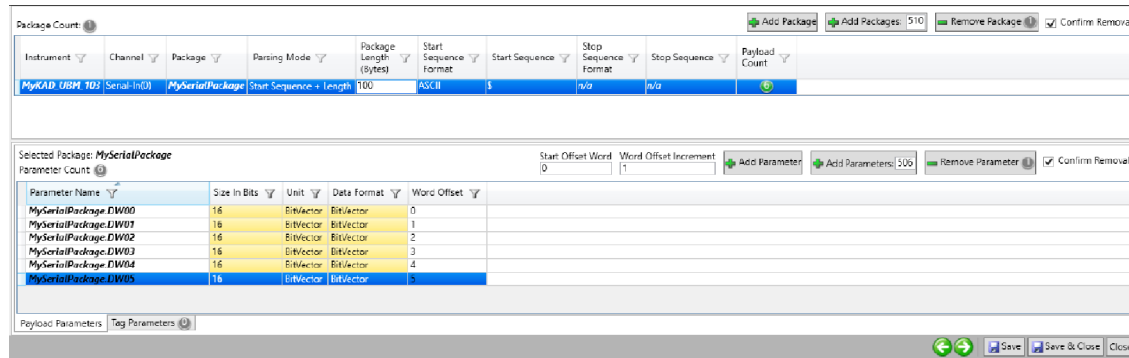 Package Count: 1 Add Package Add Packages: 510 Remove Package 1 Confirm Remova
Instrument Channel Package Parsing Mode Package Length (Bytes) Start Sequence Format Start Sequence Stop Sequence Format Stop Sequence Payload Count
MyKAD_UBM_103 Serial-In(0) MySerialPackage Start Sequence + Length 100 ASCII $ n/a n/a 6
Selected Package: MySerialPackage
Start Offset Word Word Offset Increment
Parameter Count 0 1 Add Parameter Add Parameters: 506 Remove Parameter 1 Confirm Removal
Parameter Name Size In Bits Unit Data Format Word Offset
MySerialPackage.DW00 16 BitVector BitVector 0
MySerialPackage.DW01 16 BitVector BitVector 1
MySerialPackage.DW02 16 BitVector BitVector 2
MySerialPackage.DW03 16 BitVector BitVector 3
MySerialPackage.DW04 16 BitVector BitVector 4
MySerialPackage.DW05 16 BitVector BitVector 5
Payload Parameters Tag Parameters 0
Save Save & Close Close